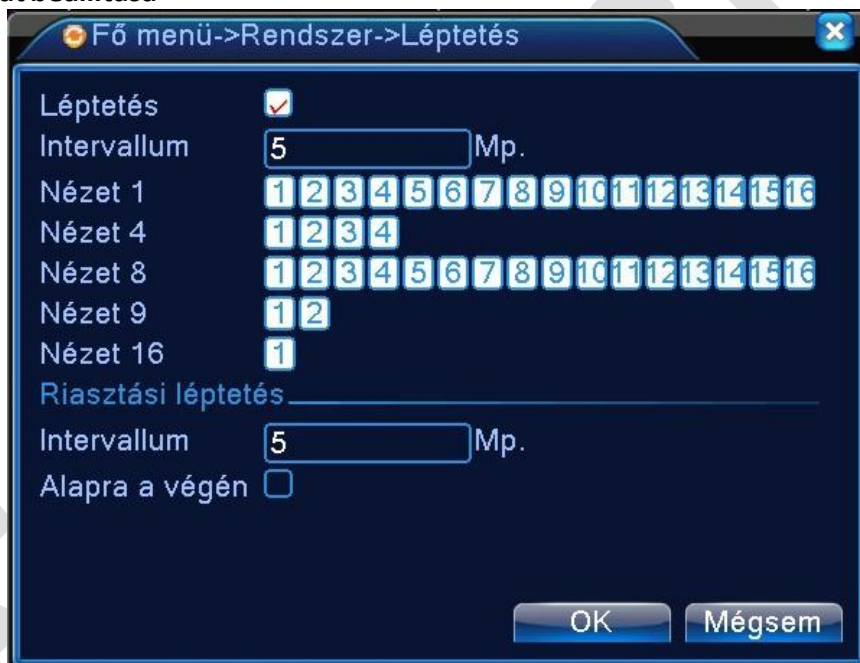 Fő menü->Rendszer->Léptetés
Léptetés
Intervallum 5 Mp.
Nézet 1 1 2 3 4 5 6 7 8 9 10 11 12 13 14 15 16
Nézet 4 1 2 3 4
Nézet 8 1 2 3 4 5 6 7 8 9 10 11 12 13 14 15 16
Nézet 9 1 2
Nézet 16 1
Riasztási léptetés
Intervallum 5 Mp.
Alapra a végén
OK Mégsem